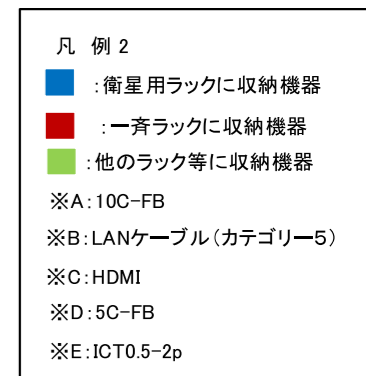 凡 例 2
:衛星用ラックに収納機器
:一斉ラックに収納機器
:他のラック等に収納機器
※A:10C-FB
※B:LANケーブル(カテゴリー5)
※C:HDMI
※D:5C-FB
※E:ICT0.5-2p